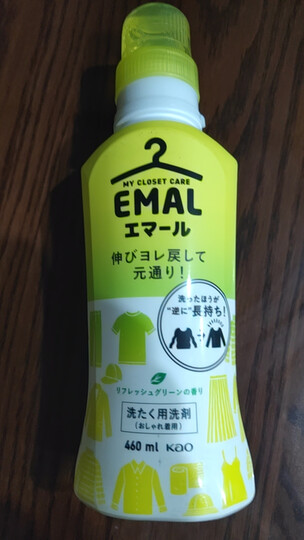 MY CLOSET CARE
EMAL
エマール
伸びヨレ戻して
元通り!
洗ったほうが
"逆に"長持ち!
リフレッシュグリーンの香り
洗たく用洗剤
(おしゃれ着用)
460 ml Kao